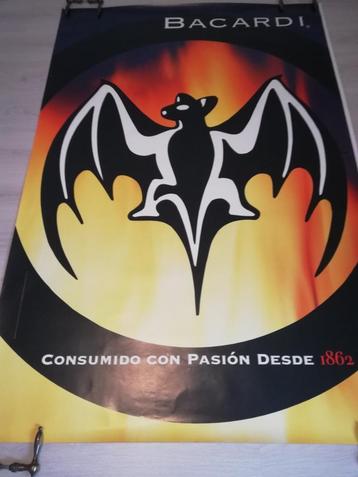 BACARDI®
CONSUMIDO CON PASIÓN DESDE 1862